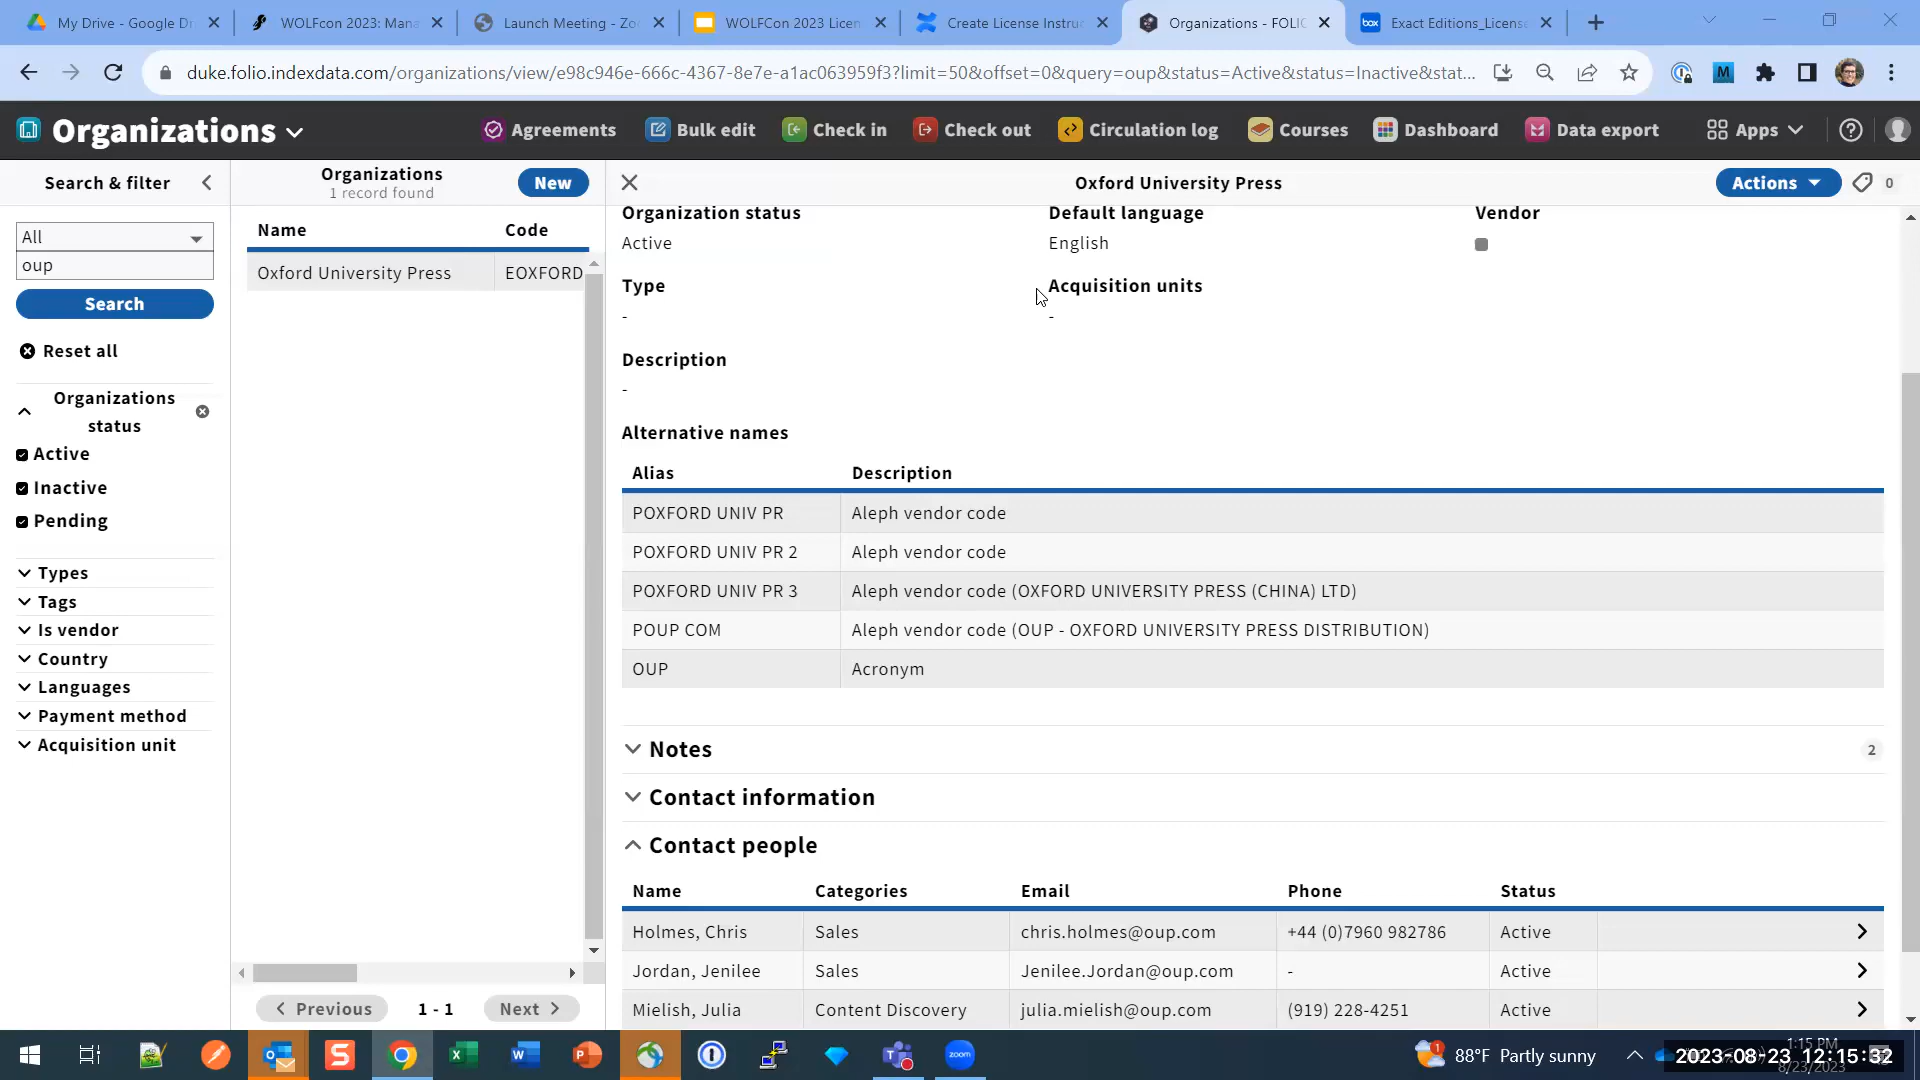 My Drive - Google Dr
WOLFcon 2023: Mana
Launch Meeting - Zo
WOLFCon 2023 Licen
Create License Instruc
Organizations - FOLIO
box
Exact Editions_License
duke.folio.indexdata.com/organizations/view/e98c946e-666c-4367-8e7e-a1ac063959f3?limit=50&offset=0&query=oup&status=Active&status=Inactive&stat...
M
Organizations
Agreements
Bulk edit
Check in
Check out
Circulation log
Courses
Dashboard
Data export
Apps
Search & filter
Organizations
1 record found
New
Oxford University Press
Actions
0
All
oup
Search
Reset all
Organizations
status
Active
Inactive
Pending
Types
Tags
Is vendor
Country
Languages
Payment method
Acquisition unit
Name Code
Oxford University Press EOXFORD
Previous 1 - 1 Next
Organization status Default language Vendor
Active English
Type Acquisition units
- -
Description
-
Alternative names
Alias Description
POXFORD UNIV PR Aleph vendor code
POXFORD UNIV PR 2 Aleph vendor code
POXFORD UNIV PR 3 Aleph vendor code (OXFORD UNIVERSITY PRESS (CHINA) LTD)
POUP COM Aleph vendor code (OUP - OXFORD UNIVERSITY PRESS DISTRIBUTION)
OUP Acronym
Notes 2
Contact information
Contact people
Name Categories Email Phone Status
Holmes, Chris Sales chris.holmes@oup.com +44 (0)7960 982786 Active
Jordan, Jenilee Sales Jenilee.Jordan@oup.com - Active
Mielish, Julia Content Discovery julia.mielish@oup.com (919) 228-4251 Active
zoom
1
88°F Partly sunny
1:15 PM
2023-08-23 12:15:32
8/23/2023